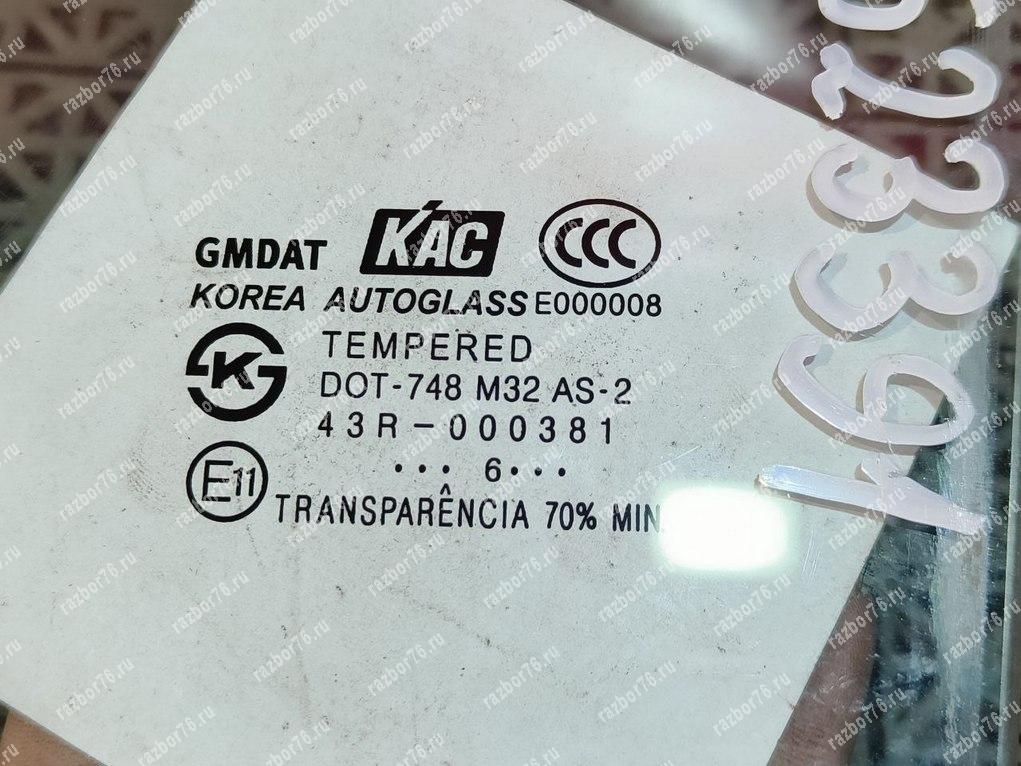 GMDAT KAC CCC
KOREA AUTOGLASS E000008
K S TEMPERED
DOT-748 M32 AS-2
43R-000381
E11 ... 6 ...
TRANSPARÊNCIA 70% MIN.
razbor76.ru